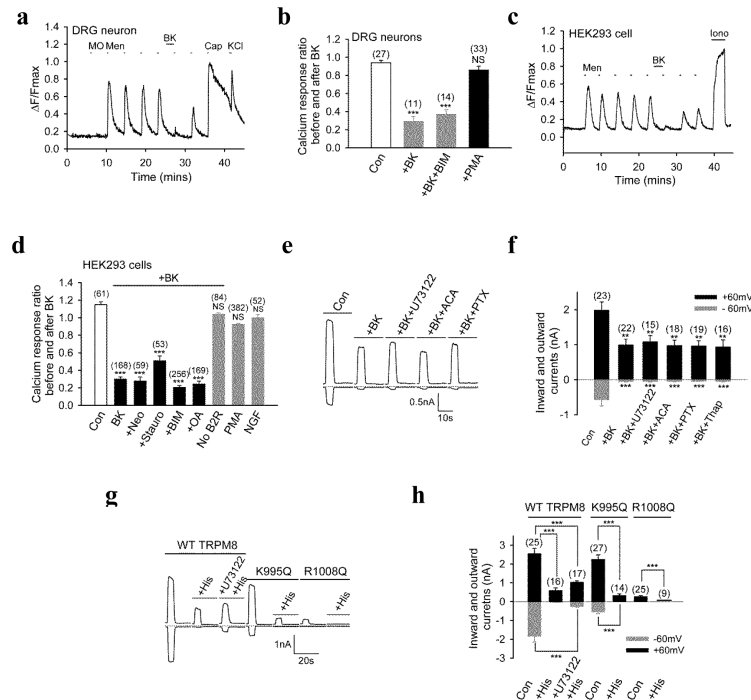 a
DRG neuron
MO Men
BK
Cap KCl
ΔF/Fmax
1.2
1.0
0.8
0.6
0.4
0.2
0.0
0 10 20 30 40
Time (mins)
b
DRG neurons
Calcium response ratio
before and after BK
1.2
1.0
0.8
0.6
0.4
0.2
0.0
(27)
(11)
***
(14)
***
(33)
NS
Con
+BK
+BK+BIM
+PMA
c
HEK293 cell
Iono
Men
BK
ΔF/Fmax
1.2
1.0
0.8
0.6
0.4
0.2
0.0
0 10 20 30 40
Time (mins)
d
HEK293 cells
+BK
Calcium response ratio
before and after BK
1.4
1.2
1.0
0.8
0.6
0.4
0.2
0.0
(61)
(168)
***
(59)
***
(53)
***
(256)
***
(169)
***
(84)
NS
(382)
NS
(52)
NS
Con
BK
+Neo
+Stauro
+BIM
+OA
No B2R
PMA
NGF
e
Con
+BK
+BK+U73122
+BK+ACA
+BK+PTX
0.5nA
10s
f
+60mV
- 60mV
Inward and outward
currents (nA)
2
1
0
-1
(23)
(22)
**
(15)
**
(18)
**
(19)
**
(16)
**
***
***
***
***
***
Con
+BK
+BK+U73122
+BK+ACA
+BK+PTX
+BK+Thap
g
WT TRPM8
K995Q
R1008Q
+His
+U73122
+His
+His
+His
1nA
20s
h
WT TRPM8
K995Q
R1008Q
Inward and outward
curretns (nA)
3
2
1
0
-1
-2
-3
***
***
***
***
(25)
(16)
(17)
(27)
(14)
(25)
(9)
***
***
-60mV
+60mV
Con
+His
+U73122
+His
Con
+His
Con
+His